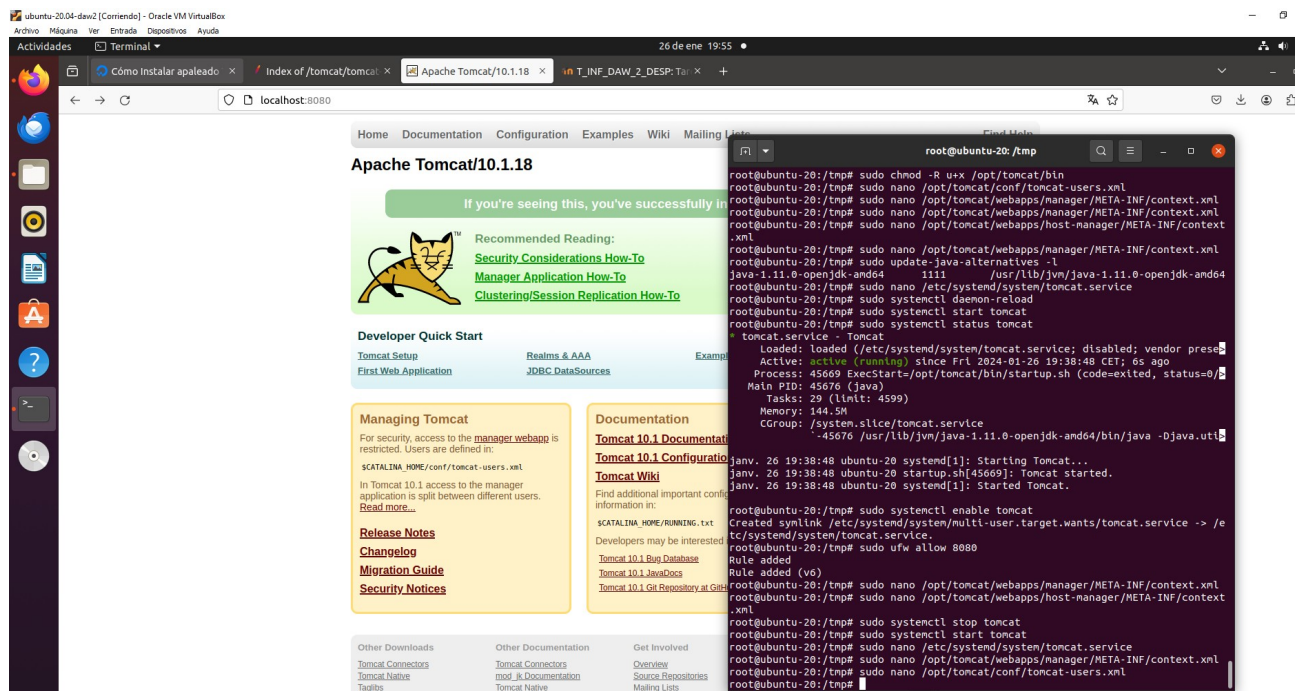 ubuntu-20.04-daw2 [Corriendo] - Oracle VM VirtualBox
Archivo Máquina Ver Entrada Dispositivos Ayuda
Actividades Terminal 26 de ene 19:55
Cómo Instalar apaleado Index of /tomcat/tomcat Apache Tomcat/10.1.18 T_INF_DAW_2_DESP: Tar
localhost:8080
Home Documentation Configuration Examples Wiki Mailing Lists Find Help
Apache Tomcat/10.1.18
If you're seeing this, you've successfully in
Recommended Reading:
Security Considerations How-To
Manager Application How-To
Clustering/Session Replication How-To
Developer Quick Start
Tomcat Setup Realms & AAA Exampl
First Web Application JDBC DataSources
Managing Tomcat
For security, access to the manager webapp is
restricted. Users are defined in:
$CATALINA_HOME/conf/tomcat-users.xml
In Tomcat 10.1 access to the manager
application is split between different users.
Read more...
Release Notes
Changelog
Migration Guide
Security Notices
Documentation
Tomcat 10.1 Documentati
Tomcat 10.1 Configuratio
Tomcat Wiki
Find additional important config
information in:
$CATALINA_HOME/RUNNING.txt
Developers may be interested
Tomcat 10.1 Bug Database
Tomcat 10.1 JavaDocs
Tomcat 10.1 Git Repository at GitH
Other Downloads
Tomcat Connectors
Tomcat Native
Taglibs
Other Documentation
Tomcat Connectors
mod_jk Documentation
Tomcat Native
Get Involved
Overview
Source Repositories
Mailing Lists
root@ubuntu-20: /tmp
root@ubuntu-20:/tmp# sudo chmod -R u+x /opt/tomcat/bin
root@ubuntu-20:/tmp# sudo nano /opt/tomcat/conf/tomcat-users.xml
root@ubuntu-20:/tmp# sudo nano /opt/tomcat/webapps/manager/META-INF/context.xml
root@ubuntu-20:/tmp# sudo nano /opt/tomcat/webapps/manager/META-INF/context.xml
root@ubuntu-20:/tmp# sudo nano /opt/tomcat/webapps/host-manager/META-INF/context
.xml
root@ubuntu-20:/tmp# sudo nano /opt/tomcat/webapps/manager/META-INF/context.xml
root@ubuntu-20:/tmp# sudo update-java-alternatives -l
java-1.11.0-openjdk-amd64 1111 /usr/lib/jvm/java-1.11.0-openjdk-amd64
root@ubuntu-20:/tmp# sudo nano /etc/systemd/system/tomcat.service
root@ubuntu-20:/tmp# sudo systemctl daemon-reload
root@ubuntu-20:/tmp# sudo systemctl start tomcat
root@ubuntu-20:/tmp# sudo systemctl status tomcat
* tomcat.service - Tomcat
Loaded: loaded (/etc/systemd/system/tomcat.service; disabled; vendor prese>
Active: active (running) since Fri 2024-01-26 19:38:48 CET; 6s ago
Process: 45669 ExecStart=/opt/tomcat/bin/startup.sh (code=exited, status=0/>
Main PID: 45676 (java)
Tasks: 29 (limit: 4599)
Memory: 144.5M
CGroup: /system.slice/tomcat.service
`-45676 /usr/lib/jvm/java-1.11.0-openjdk-amd64/bin/java -Djava.uti>
janv. 26 19:38:48 ubuntu-20 systemd[1]: Starting Tomcat...
janv. 26 19:38:48 ubuntu-20 startup.sh[45669]: Tomcat started.
janv. 26 19:38:48 ubuntu-20 systemd[1]: Started Tomcat.
root@ubuntu-20:/tmp# sudo systemctl enable tomcat
Created symlink /etc/systemd/system/multi-user.target.wants/tomcat.service -> /e
tc/systemd/system/tomcat.service.
root@ubuntu-20:/tmp# sudo ufw allow 8080
Rule added
Rule added (v6)
root@ubuntu-20:/tmp# sudo nano /opt/tomcat/webapps/manager/META-INF/context.xml
root@ubuntu-20:/tmp# sudo nano /opt/tomcat/webapps/host-manager/META-INF/context
.xml
root@ubuntu-20:/tmp# sudo systemctl stop tomcat
root@ubuntu-20:/tmp# sudo systemctl start tomcat
root@ubuntu-20:/tmp# sudo nano /etc/systemd/system/tomcat.service
root@ubuntu-20:/tmp# sudo nano /opt/tomcat/webapps/manager/META-INF/context.xml
root@ubuntu-20:/tmp# sudo nano /opt/tomcat/conf/tomcat-users.xml
root@ubuntu-20:/tmp#